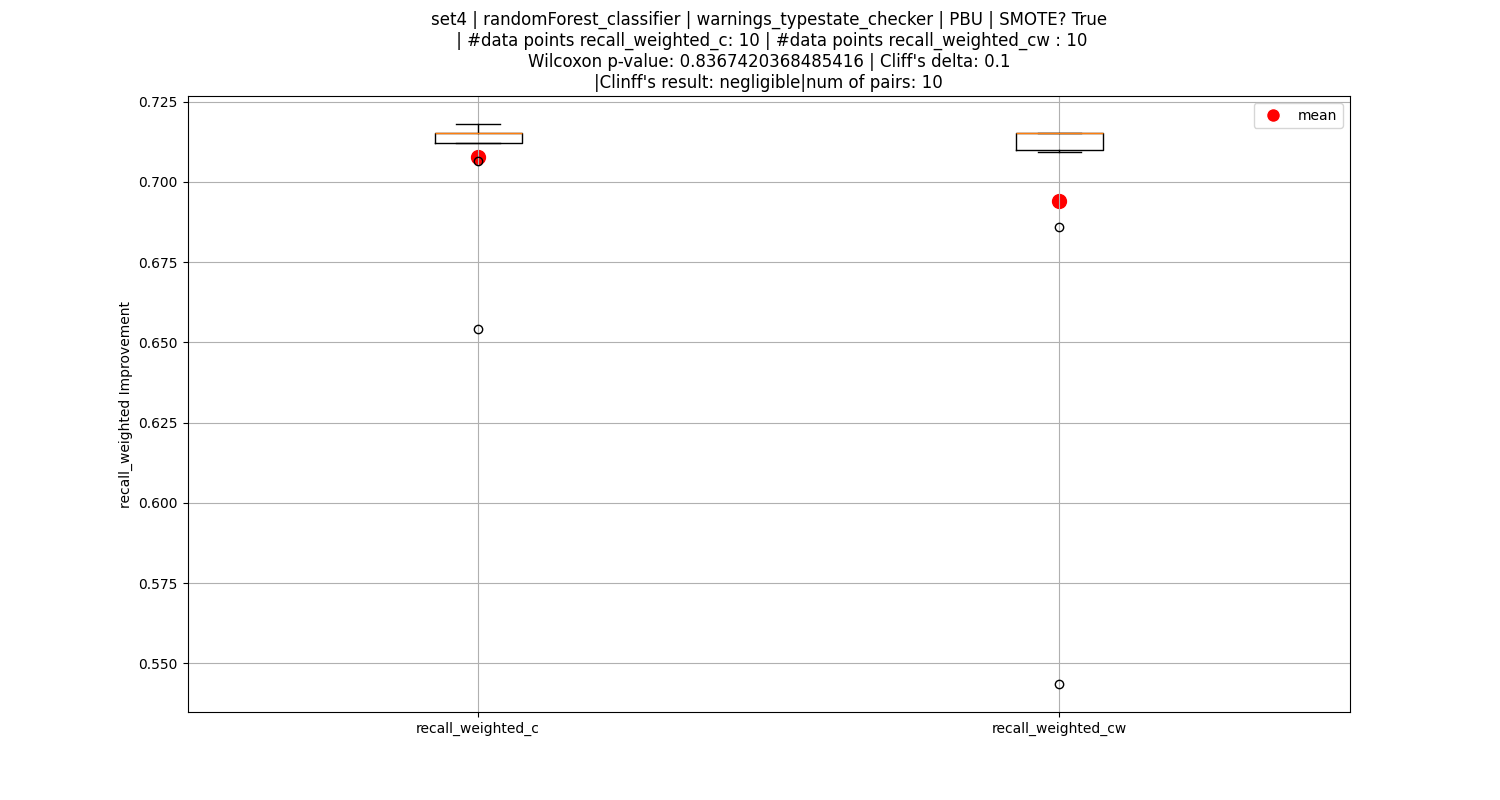 set4 | randomForest_classifier | warnings_typestate_checker | PBU | SMOTE? True
| #data points recall_weighted_c: 10 | #data points recall_weighted_cw : 10
Wilcoxon p-value: 0.8367420368485416 | Cliff's delta: 0.1
|Clinff's result: negligible|num of pairs: 10
mean
0.725
0.700
0.675
0.650
0.625
0.600
0.575
0.550
recall_weighted Improvement
recall_weighted_c
recall_weighted_cw